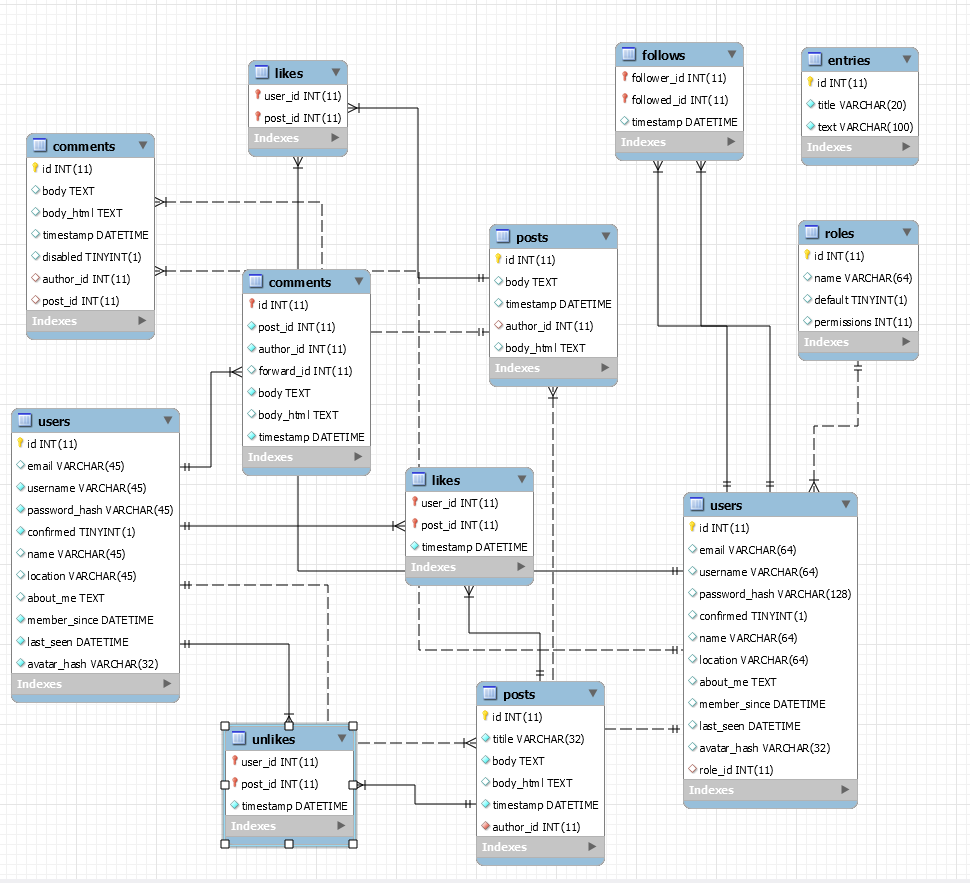 likes
user_id INT(11)
post_id INT(11)
Indexes
follows
follower_id INT(11)
followed_id INT(11)
timestamp DATETIME
Indexes
entries
id INT(11)
title VARCHAR(20)
text VARCHAR(100)
Indexes
comments
id INT(11)
body TEXT
body_html TEXT
timestamp DATETIME
disabled TINYINT(1)
author_id INT(11)
post_id INT(11)
Indexes
posts
id INT(11)
body TEXT
timestamp DATETIME
author_id INT(11)
body_html TEXT
Indexes
roles
id INT(11)
name VARCHAR(64)
default TINYINT(1)
permissions INT(11)
Indexes
comments
id INT(11)
post_id INT(11)
author_id INT(11)
forward_id INT(11)
body TEXT
body_html TEXT
timestamp DATETIME
Indexes
users
id INT(11)
email VARCHAR(45)
username VARCHAR(45)
password_hash VARCHAR(45)
confirmed TINYINT(1)
name VARCHAR(45)
location VARCHAR(45)
about_me TEXT
member_since DATETIME
last_seen DATETIME
avatar_hash VARCHAR(32)
Indexes
likes
user_id INT(11)
post_id INT(11)
timestamp DATETIME
Indexes
users
id INT(11)
email VARCHAR(64)
username VARCHAR(64)
password_hash VARCHAR(128)
confirmed TINYINT(1)
name VARCHAR(64)
location VARCHAR(64)
about_me TEXT
member_since DATETIME
last_seen DATETIME
avatar_hash VARCHAR(32)
role_id INT(11)
Indexes
unlikes
user_id INT(11)
post_id INT(11)
timestamp DATETIME
Indexes
posts
id INT(11)
titile VARCHAR(32)
body TEXT
body_html TEXT
timestamp DATETIME
author_id INT(11)
Indexes